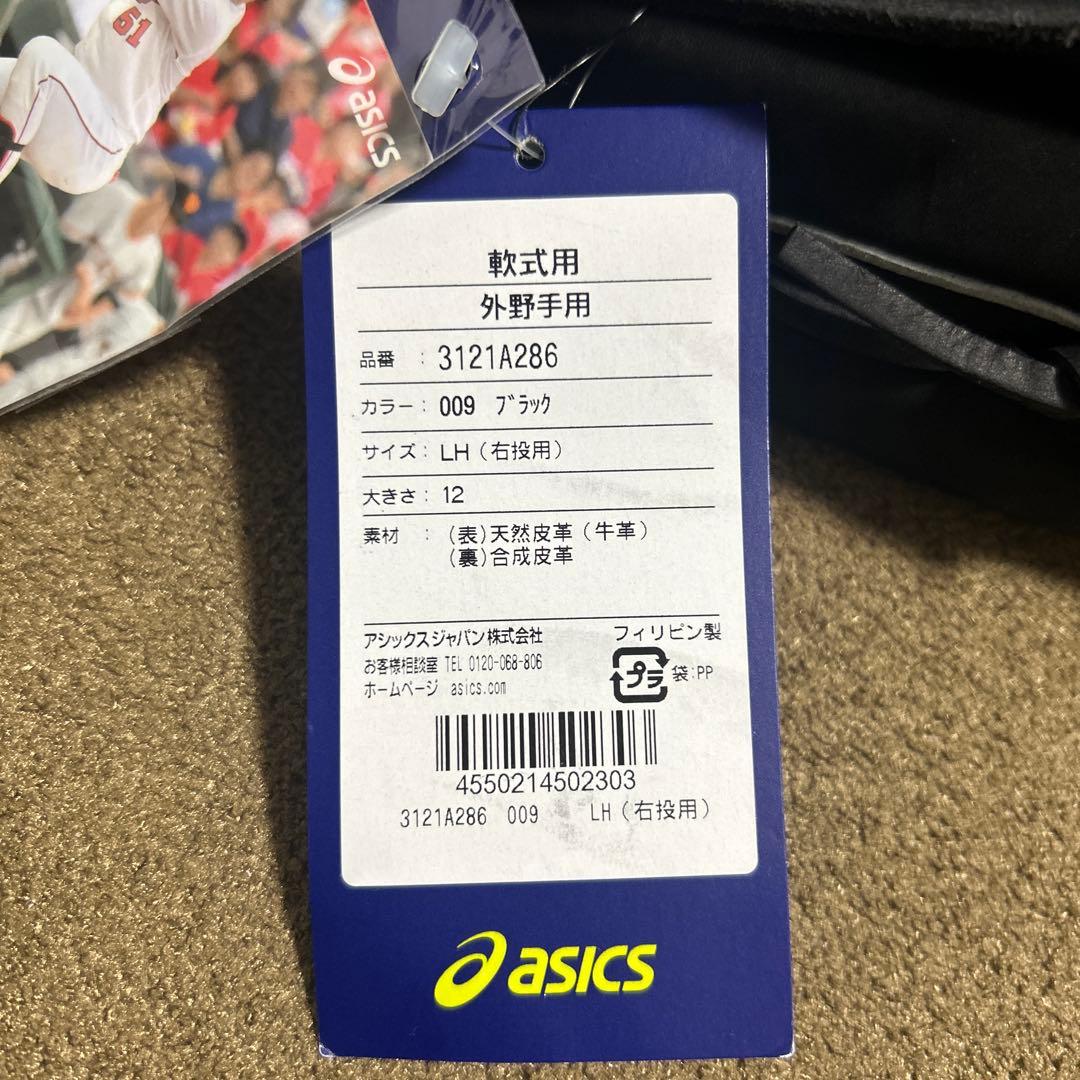 51
asics
軟式用
外野手用
品番 : 3121A286
カラー : 009 ブラック
サイズ : LH (右投用)
大きさ : 12
素材 : (表)天然皮革(牛革)
(裏)合成皮革
アシックスジャパン株式会社 フィリピン製
お客様相談室 TEL 0120-068-806
ホームページ asics.com
プラ 袋:PP
4550214502303
3121A286 009 LH (右投用)
asics